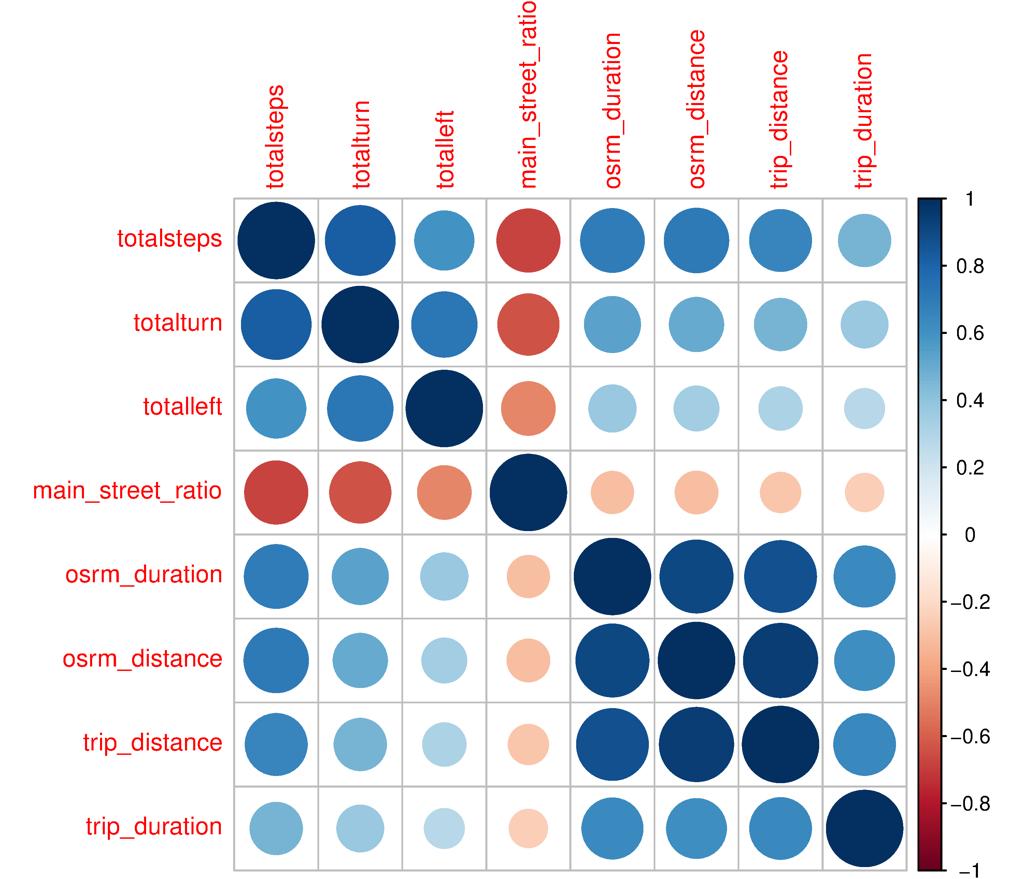 totalsteps
totalturn
totalleft
main_street_ratio
osrm_duration
osrm_distance
trip_distance
trip_duration
totalsteps
totalturn
totalleft
main_street_ratio
osrm_duration
osrm_distance
trip_distance
trip_duration
1
0.8
0.6
0.4
0.2
0
−0.2
−0.4
−0.6
−0.8
−1